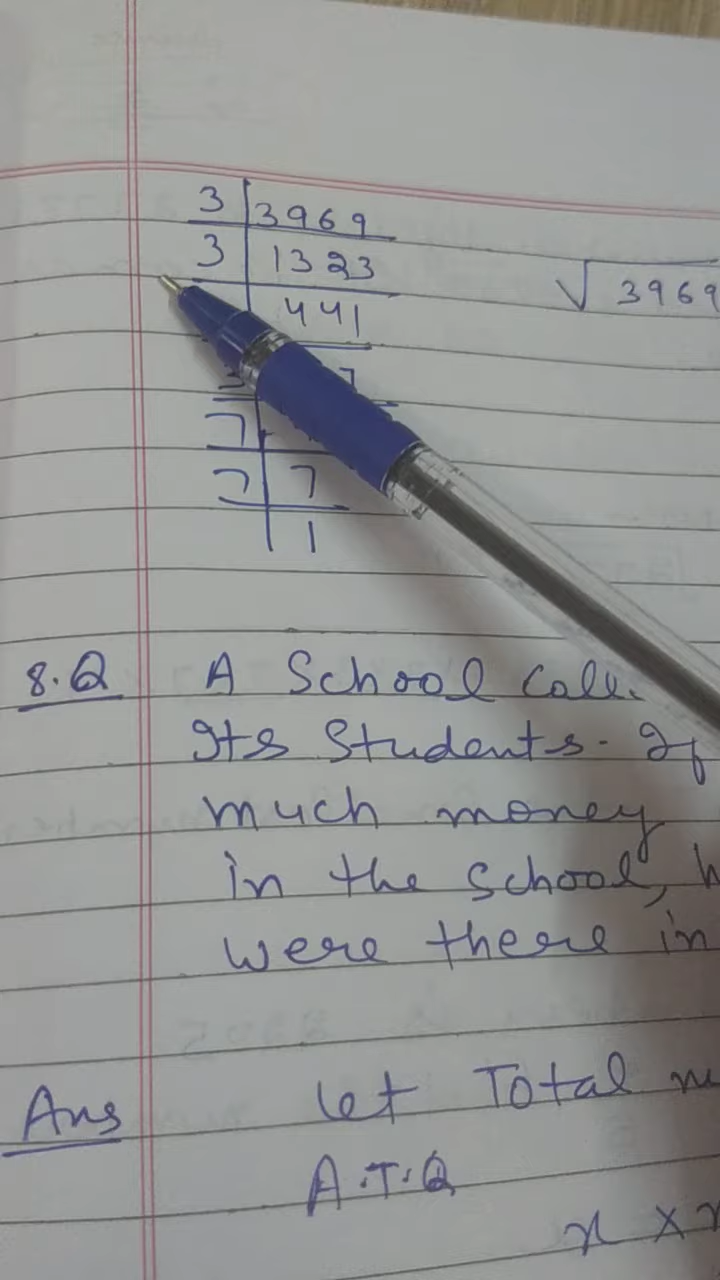 3 3969
3 1323
441
7
7
7 7
1
√3969
8.Q A School
Its Students. If
much money
in the school,
were there in
Ans let Total
A.T.Q
x ×